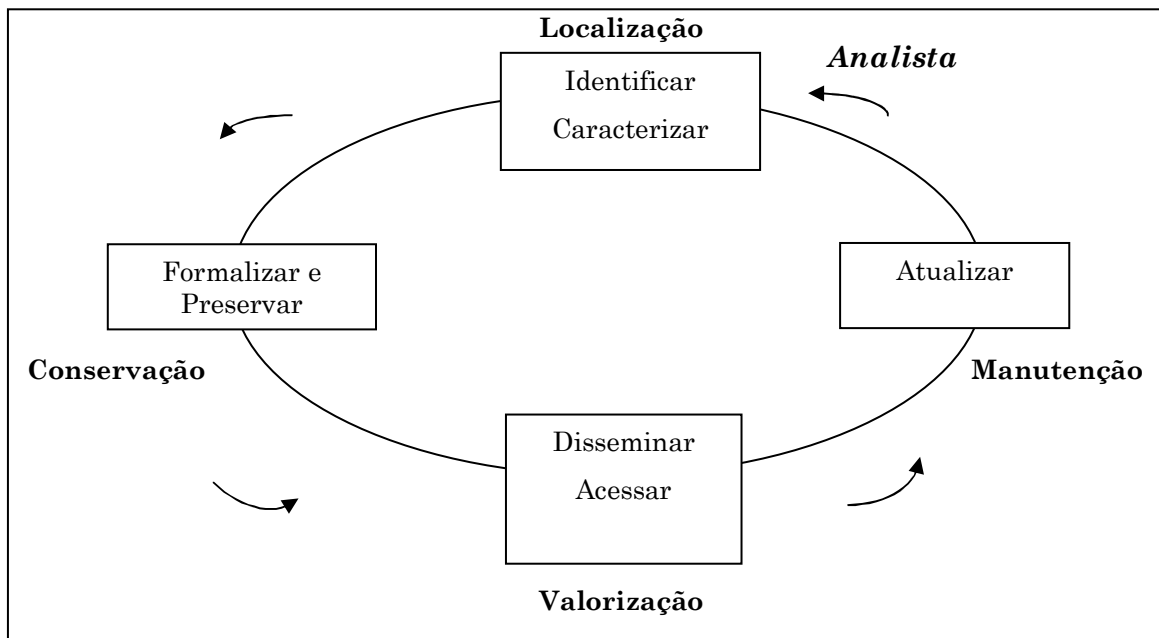 Localização
Analista
Identificar
Caracterizar
Formalizar e
Preservar
Atualizar
Conservação
Manutenção
Disseminar
Acessar
Valorização